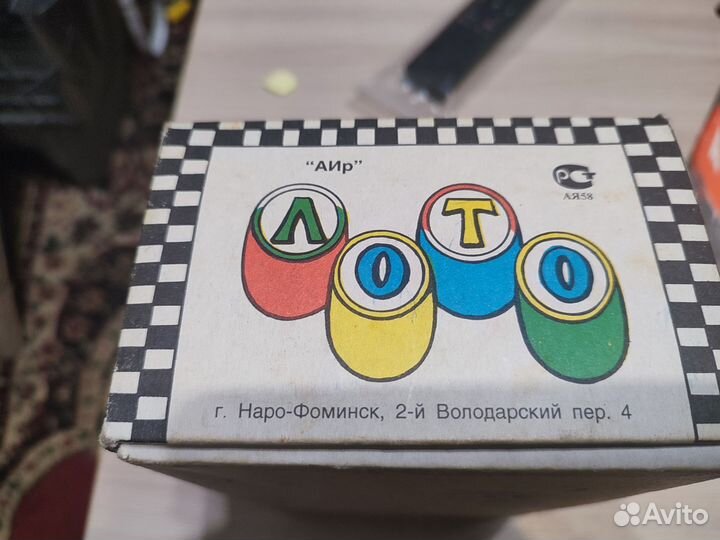 "АИр"
РСТ
АЯ58
ЛОТО
г. Наро-Фоминск, 2-й Володарский пер. 4
Avito